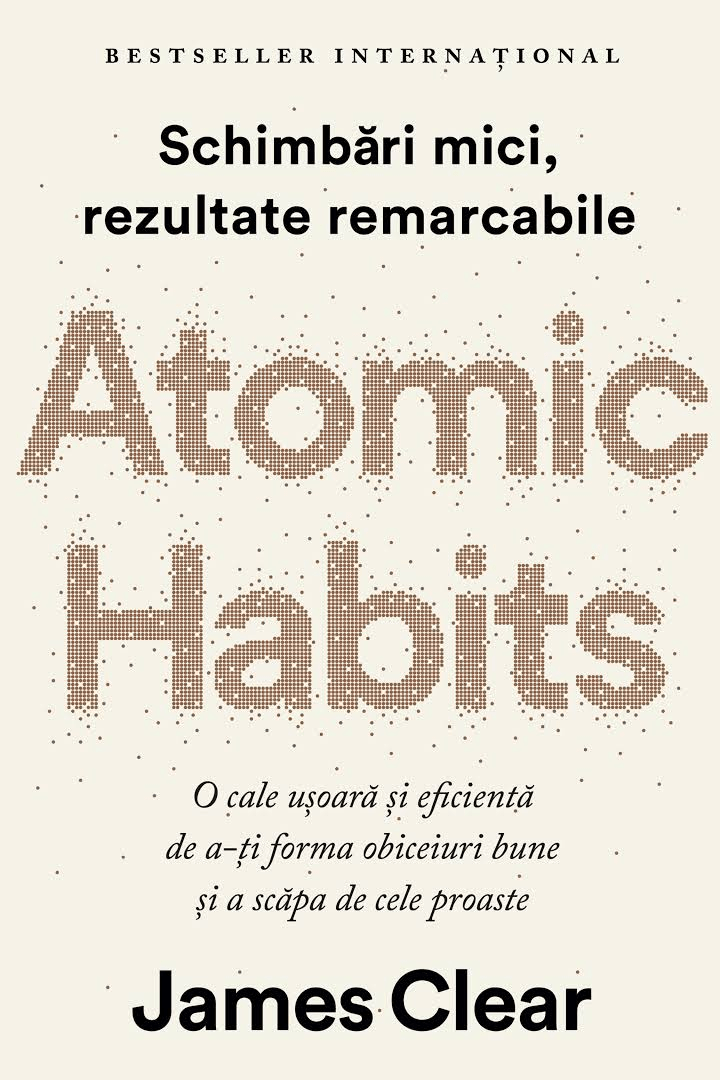 BESTSELLER INTERNAȚIONAL
Schimbări mici,
rezultate remarcabile
Atomic
Habits
O cale ușoară și eficientă
de a-ți forma obiceiuri bune
și a scăpa de cele proaste
James Clear